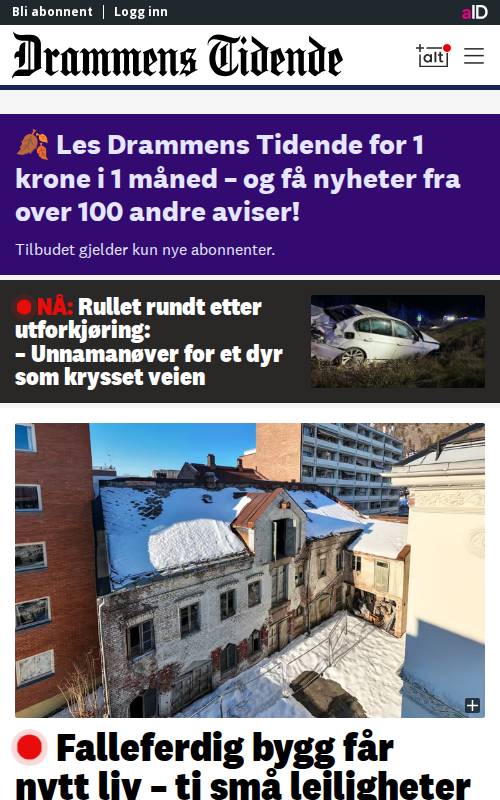 Bli abonnent | Logg inn
aID
Drammens Tidende
+alt
Les Drammens Tidende for 1
krone i 1 måned – og få nyheter fra
over 100 andre aviser!
Tilbudet gjelder kun nye abonnenter.
NÅ: Rullet rundt etter
utforkjøring:
– Unnamanøver for et dyr
som krysset veien
Falleferdig bygg får
nytt liv – ti små leiligheter